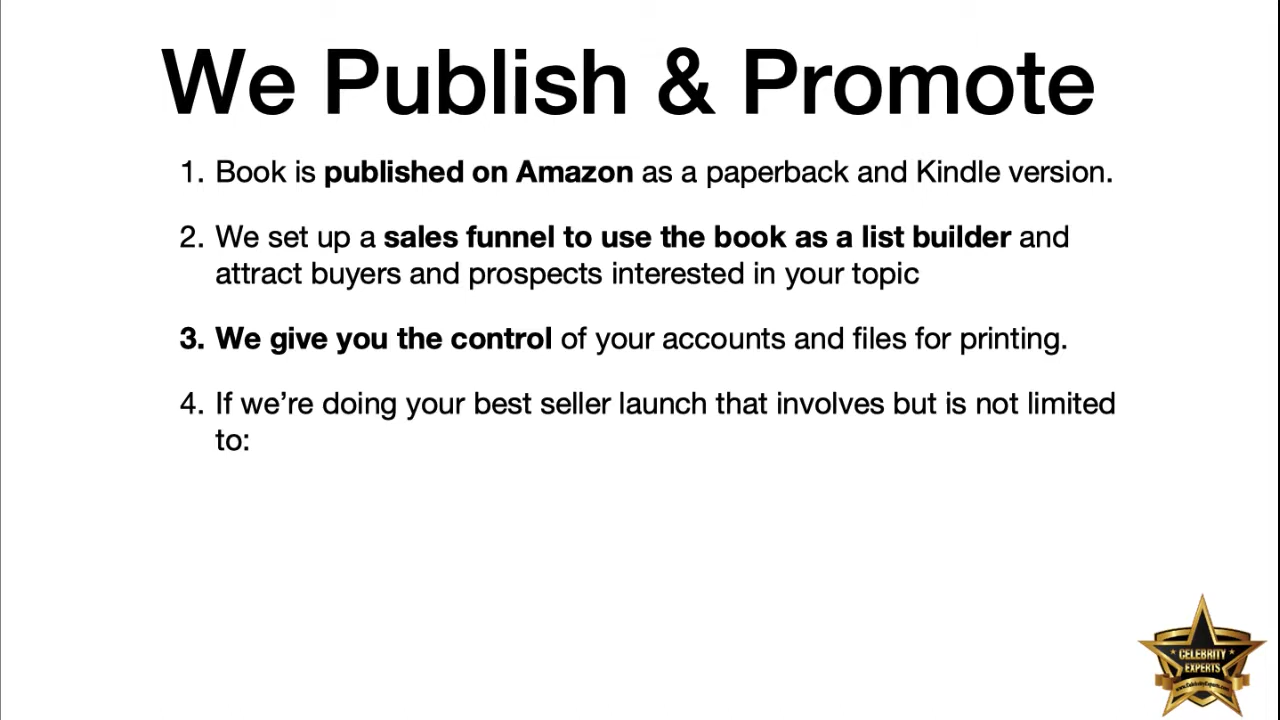 We Publish & Promote
1. Book is published on Amazon as a paperback and Kindle version.
2. We set up a sales funnel to use the book as a list builder and
attract buyers and prospects interested in your topic
3. We give you the control of your accounts and files for printing.
4. If we’re doing your best seller launch that involves but is not limited
to:
CELEBRITY
EXPERTS
www.CelebrityExperts.com